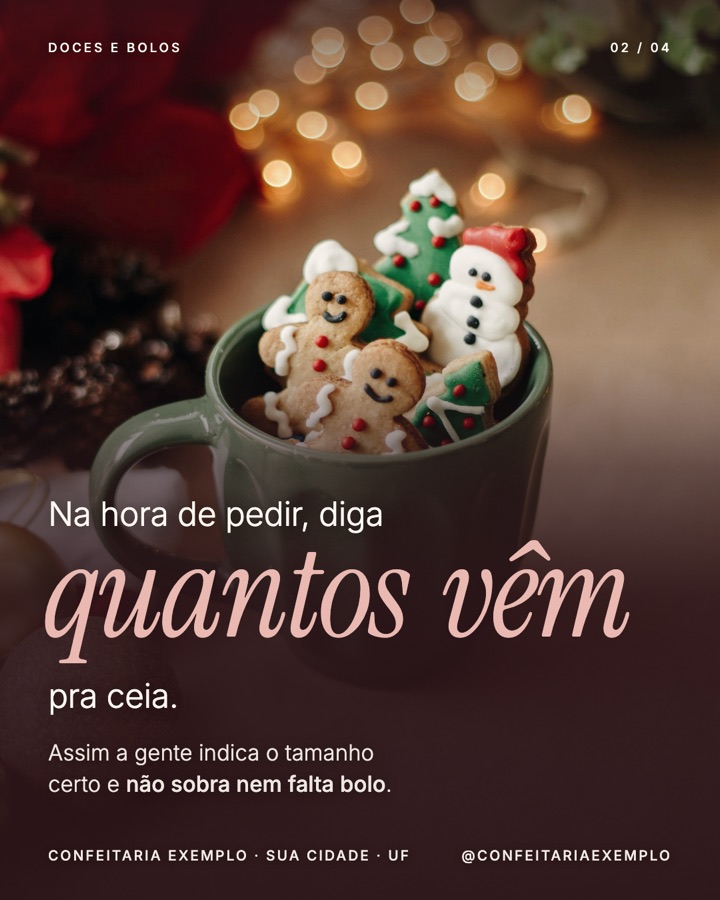 DOCES E BOLOS
02 / 04
Na hora de pedir, diga
quantos vêm
pra ceia.
Assim a gente indica o tamanho
certo e não sobra nem falta bolo.
CONFEITARIA EXEMPLO · SUA CIDADE · UF
@CONFEITARIAEXEMPLO